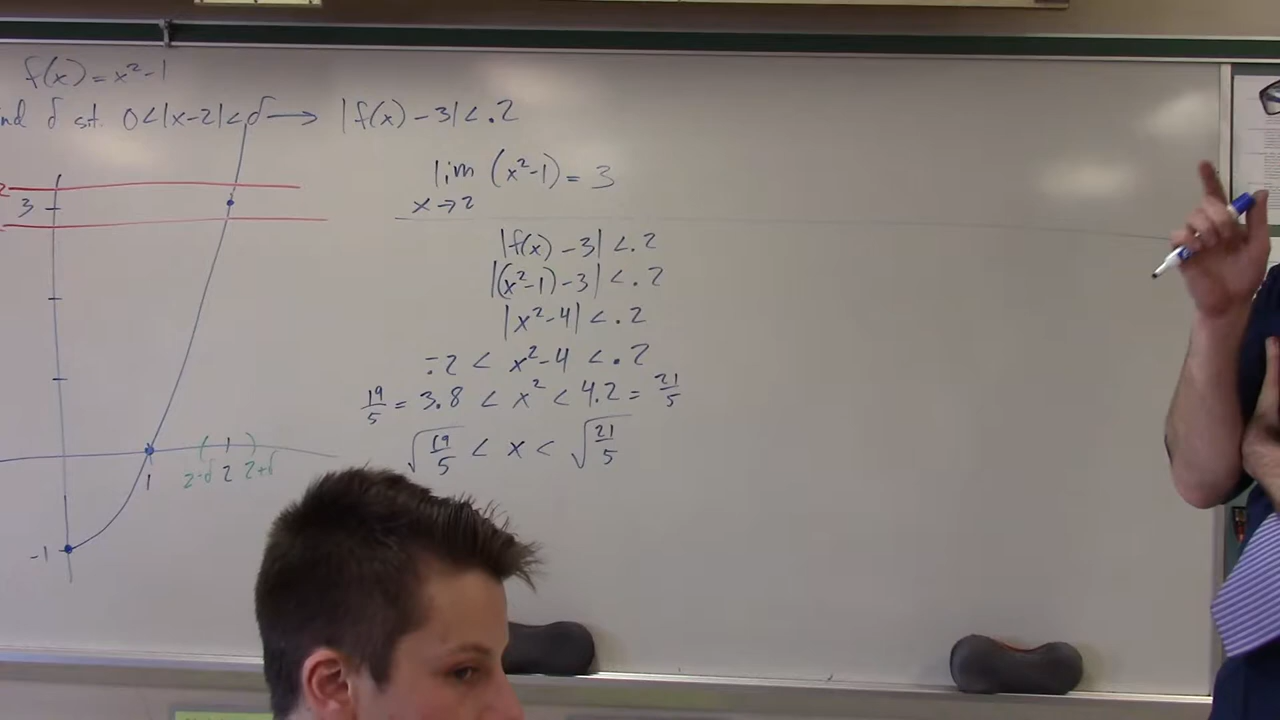 f(x) = x²-1
nd δ s.t. 0<|x-2|<δ ⟶ |f(x) - 3| < .2
lim (x²-1) = 3
x→2
|f(x) - 3| < .2
|(x²-1) - 3| < .2
|x²-4| < .2
-.2 < x²-4 < .2
19/5 = 3.8 < x² < 4.2 = 21/5
√(19/5) < x < √(21/5)
2
3
( )
1 2-δ 2 2+δ
-1